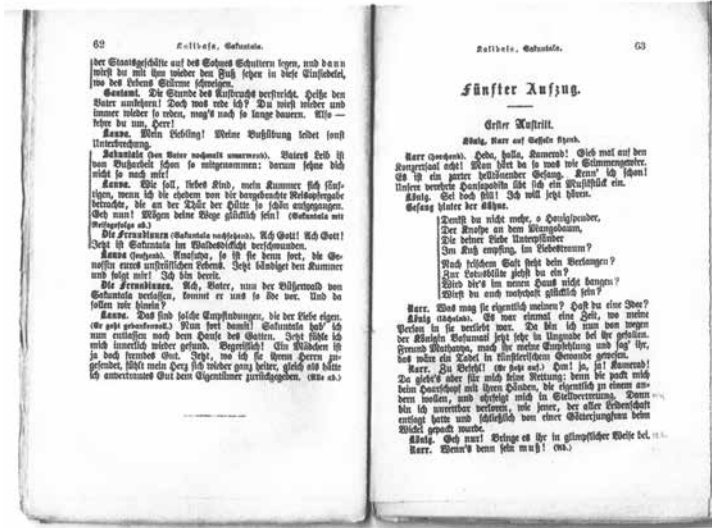 62
Kalidasa, Sakuntala.
der Staatsgeschäfte auf des Sohnes Schultern legen, und dann
wirst du mit ihm wieder den Fuß setzen in diese Einsiedelei,
wo des Lebens Stürme schweigen.
Gautami. Die Stunde des Aufbruchs verstreicht. Heiße den
Vater umkehren! Doch was rede ich? Du wirst wieder und
immer wieder so reden, mag's noch so lange dauern. Also —
kehre du um, Herr!
Kanva. Mein Liebling! Meine Bußübung leidet sonst
Unterbrechung.
Sakuntala (den Vater nochmals umarmend). Vaters Leib ist
von Bußarbeit schon so mitgenommen: darum sehne dich
nicht so nach mir!
Kanva. Wie soll, liebes Kind, mein Kummer sich sänf-
tigen, wenn ich die ehedem von dir dargebrachte Reisopfergabe
betrachte, die an der Thür der Hütte so schön aufgegangen.
Geh nun! Mögen deine Wege glücklich sein! (Sakuntala mit
Reisegefolge ab.)
Die Freundinnen (Sakuntala nachsehend). Ach Gott! Ach Gott!
Jetzt ist Sakuntala im Waldesdickicht verschwunden.
Kanva (seufzend). Anasuya, so ist sie denn fort, die Ge-
nossin eures unsträflichen Lebens. Jetzt bändiget den Kummer
und folgt mir! Ich bin bereit.
Die Freundinnen. Ach, Vater, nun der Büßerwald von
Sakuntala verlassen, kommt er uns so öde vor. Und da
sollen wir hinein?
Kanva. Das sind solche Empfindungen, die der Liebe eigen.
(Er geht gedankenvoll.) Nun fort damit! Sakuntala hab' ich
nun entlassen nach dem Hause des Gatten. Jetzt fühle ich
mich innerlich wieder gesund. Begreiflich! Ein Mädchen ist
ja doch fremdes Gut. Jetzt, wo ich sie ihrem Herrn zu-
gesendet, fühlt mein Herz sich wieder ganz heiter, gleich als hätte
ich anvertrautes Gut dem Eigentümer zurückgegeben. (Alle ab.)
Kalidasa, Sakuntala.
63
Fünfter Aufzug.
Erster Auftritt.
König, Narr auf Sesseln sitzend.
Narr (horchend). Heda, halla, Kamerad! Gieb mal auf den
Konzertsaal acht! Man hört da so was wie Stimmengewirr.
Es ist ein zarter helltönender Gesang. Kenn' ich schon!
Unsere verehrte Hansapadika übt sich ein Musikstück ein.
König. Sei doch still! Ich will jetzt hören.
Gesang hinter der Bühne.
Denkst du nicht mehr, o Honigspender,
Der Knospe an dem Mangobaum,
Die deiner Liebe Unterpfänder
Im Kuß empfing, im Liebestraum?
Nach frischem Saft steht dein Verlangen?
Zur Lotusblüte ziehst du ein?
Wird dir's im neuen Haus nicht bangen?
Wirst du auch wahrhaft glücklich sein?
Narr. Was mag sie eigentlich meinen? Hast du eine Idee?
König (lächelnd). Es war einmal eine Zeit, wo meine
Person in sie verliebt war. Da bin ich nun von wegen
der Königin Vasumati jetzt sehr in Ungnade bei ihr gefallen.
Freund Mathavya, mach ihr meine Empfehlung und sag' ihr,
das wäre ein Tadel in künstlerischem Gewande gewesen.
Narr. Zu Befehl! (Er steht auf.) Hm! ja, ja! Kamerad!
Da giebt's aber für mich keine Rettung: denn die packt mich
beim Haarschopf mit ihren Händen, die eigentlich zu einem an-
dern wollen, und ohrfeigt mich in Stellvertretung. Dann
bin ich unrettbar verloren, wie jener, der aller Leidenschaft
entsagt hatte und schließlich von einer Götterjungfrau beim
Wickel gepackt wurde.
König. Geh nur! Bringe es ihr in glimpflicher Weise bei.
Narr. Wenn's denn sein muß! (Ab.)